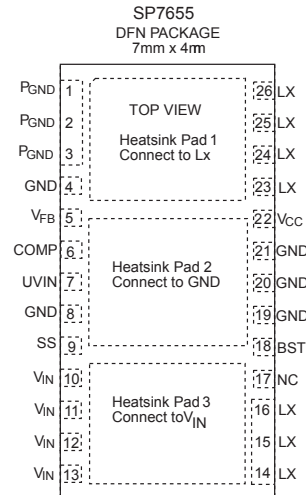 SP7655
DFN PACKAGE
7mm x 4mm
TOP VIEW
Heatsink Pad 1
Connect to Lx
Heatsink Pad 2
Connect to GND
Heatsink Pad 3
Connect toVIN
PGND 1
PGND 2
PGND 3
GND 4
VFB 5
COMP 6
UVIN 7
GND 8
SS 9
VIN 10
VIN 11
VIN 12
VIN 13
26 LX
25 LX
24 LX
23 LX
22 VCC
21 GND
20 GND
19 GND
18 BST
17 NC
16 LX
15 LX
14 LX